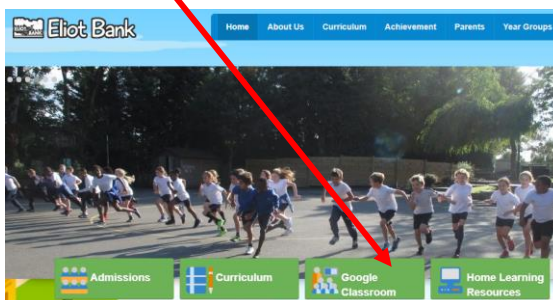 Eliot Bank
Home About Us Curriculum Achievement Parents Year Groups
Admissions
Curriculum
Google
Classroom
Home Learning
Resources